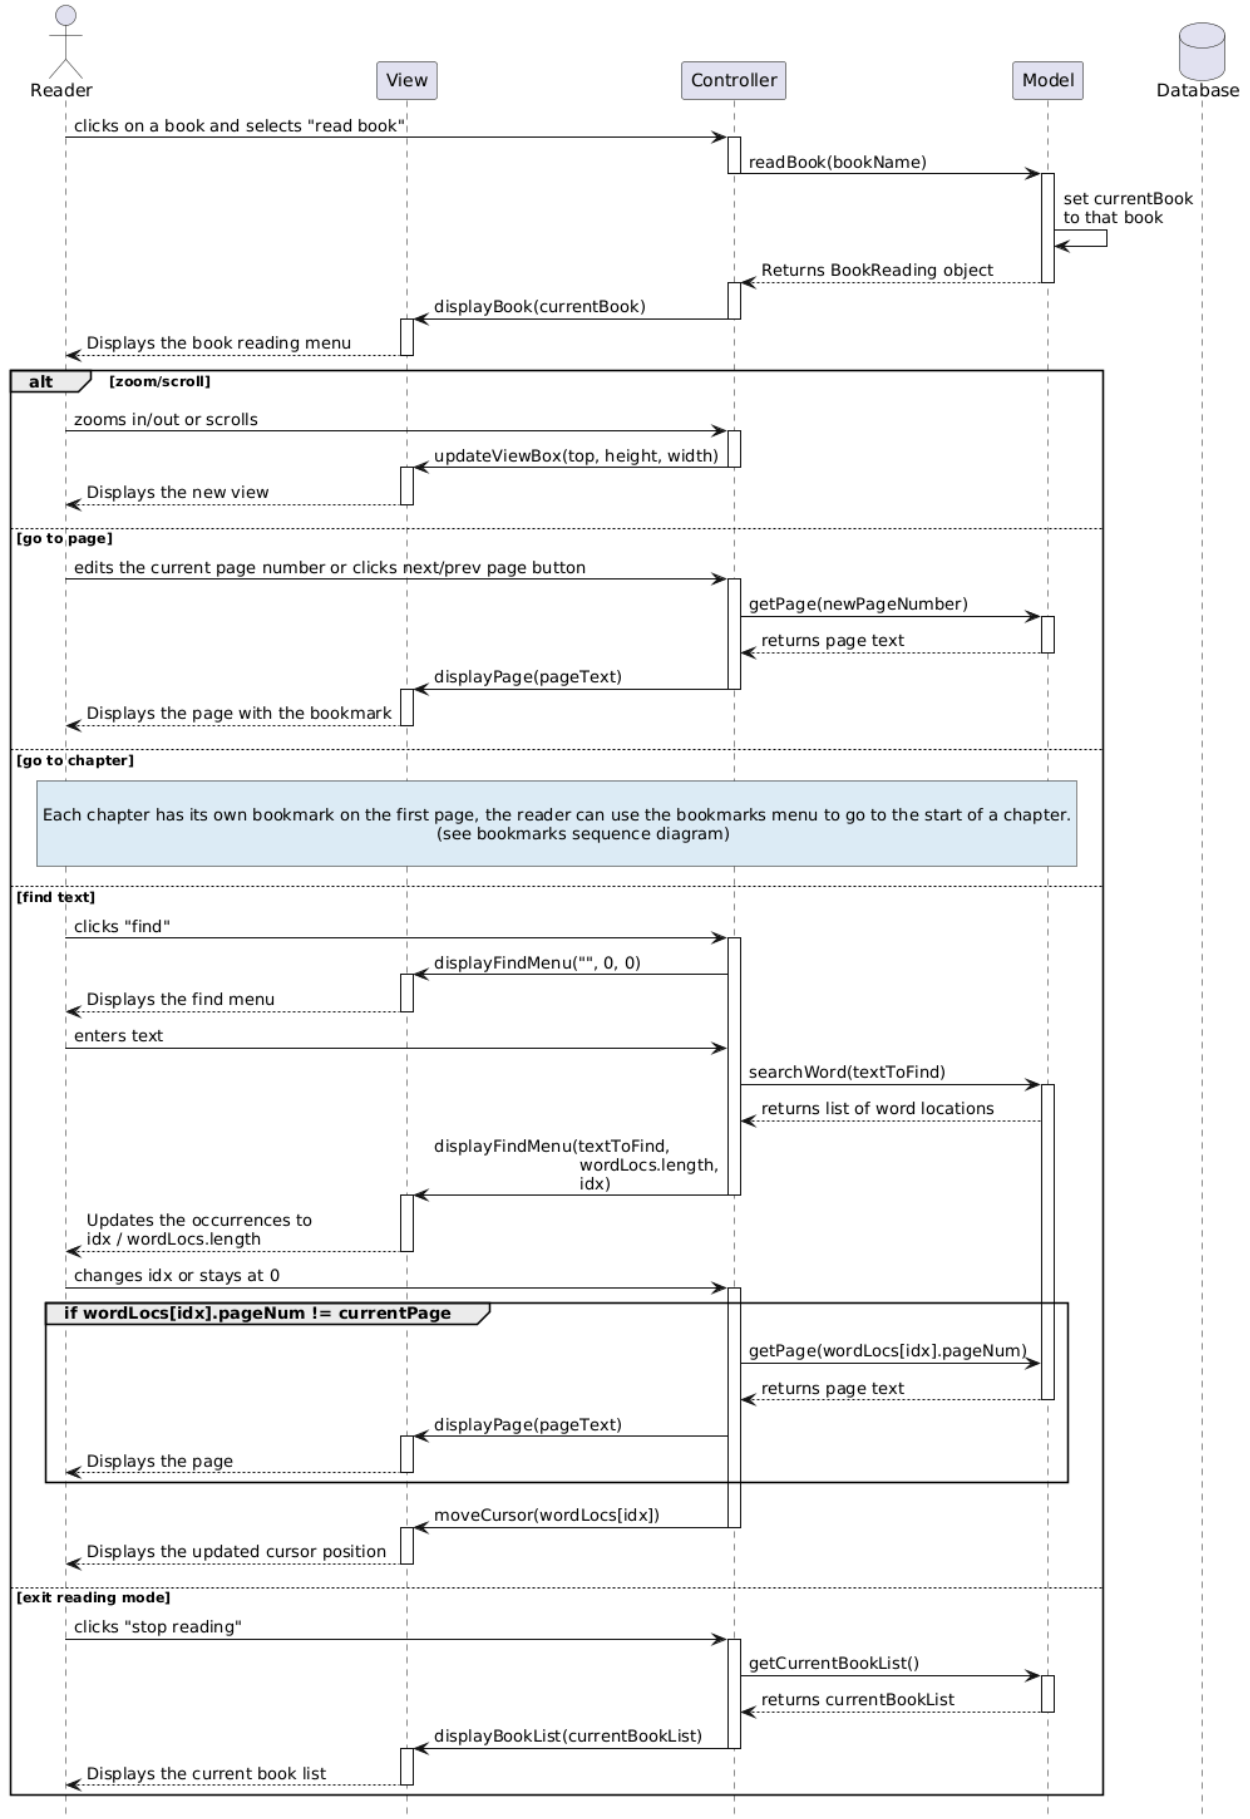 Reader
View
Controller
Model
Database
clicks on a book and selects "read book"
readBook(bookName)
set currentBook
to that book
Returns BookReading object
displayBook(currentBook)
Displays the book reading menu
alt
[zoom/scroll]
zooms in/out or scrolls
updateViewBox(top, height, width)
Displays the new view
[go to page]
edits the current page number or clicks next/prev page button
getPage(newPageNumber)
returns page text
displayPage(pageText)
Displays the page with the bookmark
[go to chapter]
Each chapter has its own bookmark on the first page, the reader can use the bookmarks menu to go to the start of a chapter.
(see bookmarks sequence diagram)
[find text]
clicks "find"
displayFindMenu("", 0, 0)
Displays the find menu
enters text
searchWord(textToFind)
returns list of word locations
displayFindMenu(textToFind,
wordLocs.length,
idx)
Updates the occurrences to
idx / wordLocs.length
changes idx or stays at 0
if wordLocs[idx].pageNum != currentPage
getPage(wordLocs[idx].pageNum)
returns page text
displayPage(pageText)
Displays the page
moveCursor(wordLocs[idx])
Displays the updated cursor position
[exit reading mode]
clicks "stop reading"
getCurrentBookList()
returns currentBookList
displayBookList(currentBookList)
Displays the current book list